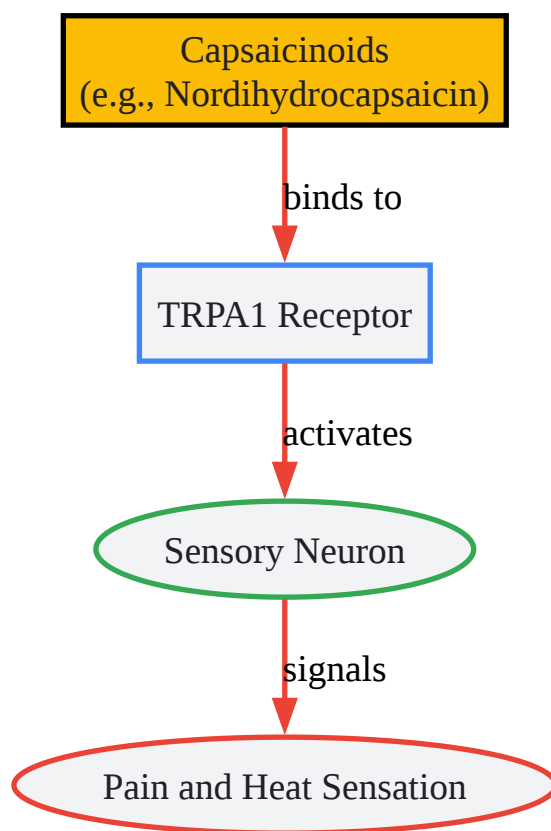 Capsaicinoids
(e.g., Nordihydrocapsaicin)
binds to
TRPA1 Receptor
activates
Sensory Neuron
signals
Pain and Heat Sensation